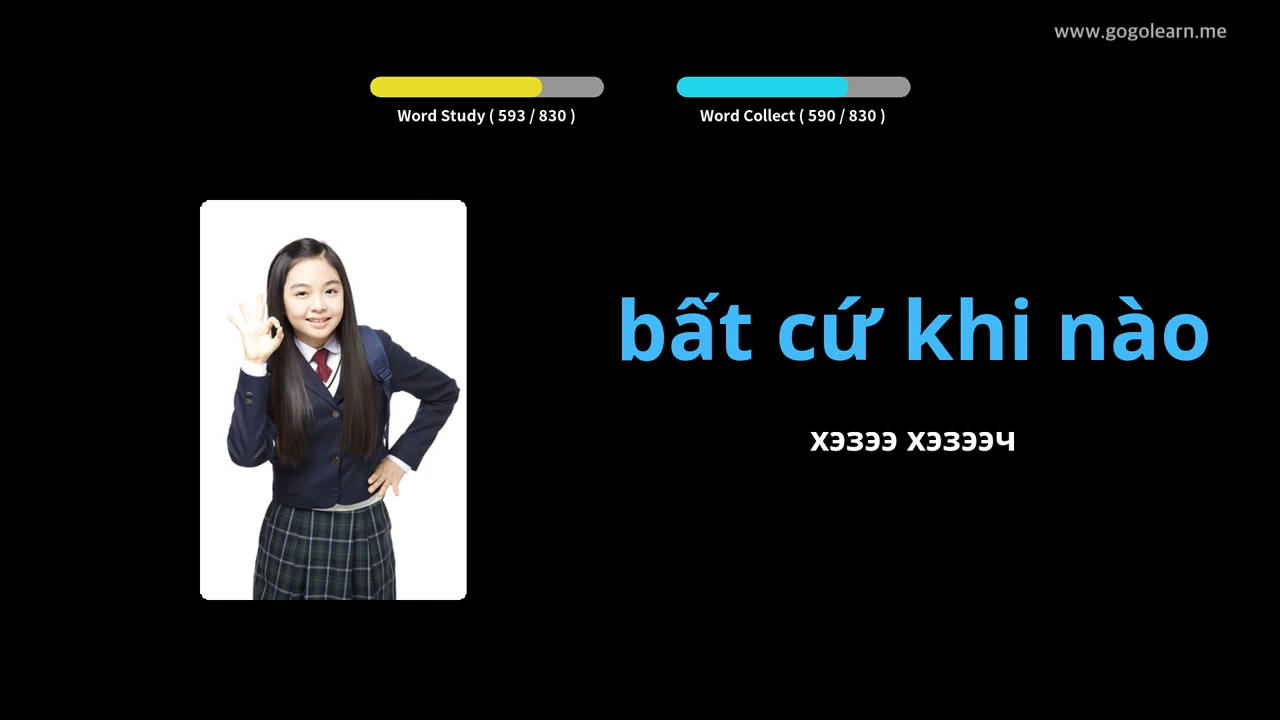 www.gogolearn.me
Word Study ( 593 / 830 )
Word Collect ( 590 / 830 )
bất cứ khi nào
хэзээ хэзээч